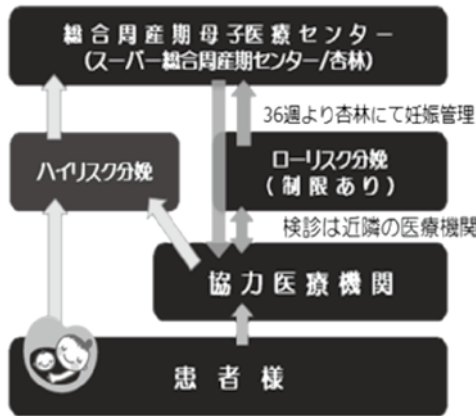 総合周産期母子医療センター
(スーパー総合周産期センター/杏林)
36週より杏林にて妊娠管理
ハイリスク分娩
ローリスク分娩
(制限あり)
検診は近隣の医療機関
協力医療機関
患者様